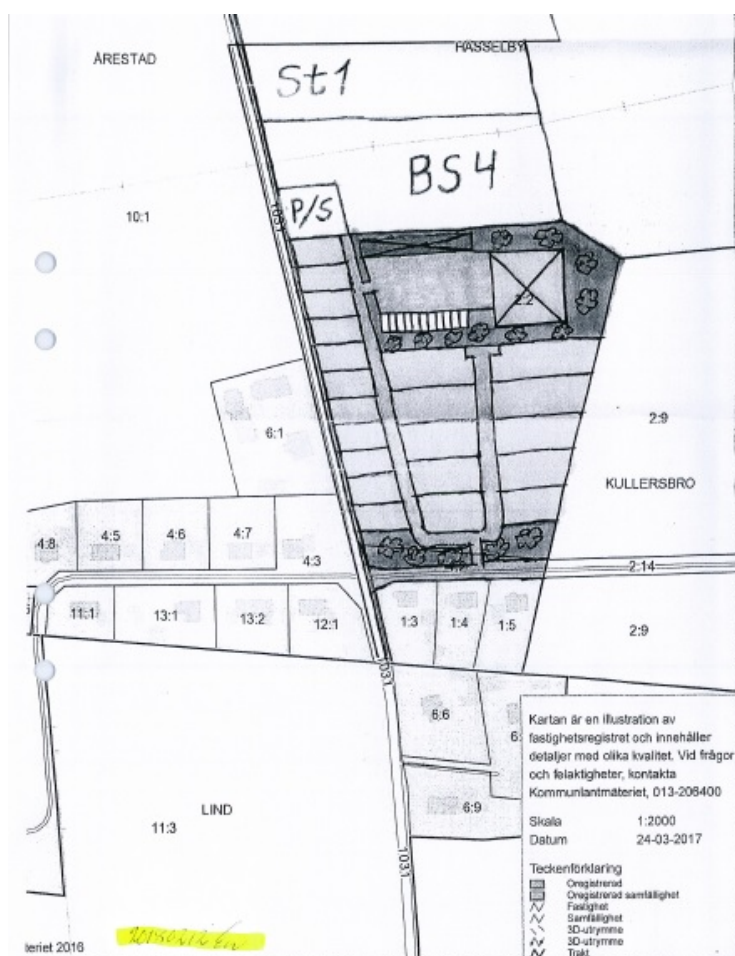 HÄSSELBY
ÅRESTAD
St1
BS4
10:1
P/S
1031
2:2
2:9
6:1
KULLERSBRO
4:8
4:5
4:6
4:7
4:3
2:14
11:1
13:1
13:2
12:1
1:3
1:4
1:5
2:9
1031
6:6
6:
6:9
LIND
11:3
1031
Kartan är en illustration av
fastighetsregistret och innehåller
detaljer med olika kvalitet. Vid frågor
och felaktigheter, kontakta
Kommunlantmäteriet, 013-206400
Skala 1:2000
Datum 24-03-2017
Teckenförklaring
Oregistrerad
Oregistrerad samfällighet
Fastighet
Samfällighet
3D-utrymme
3D-utrymme
Trakt
teriet 2016